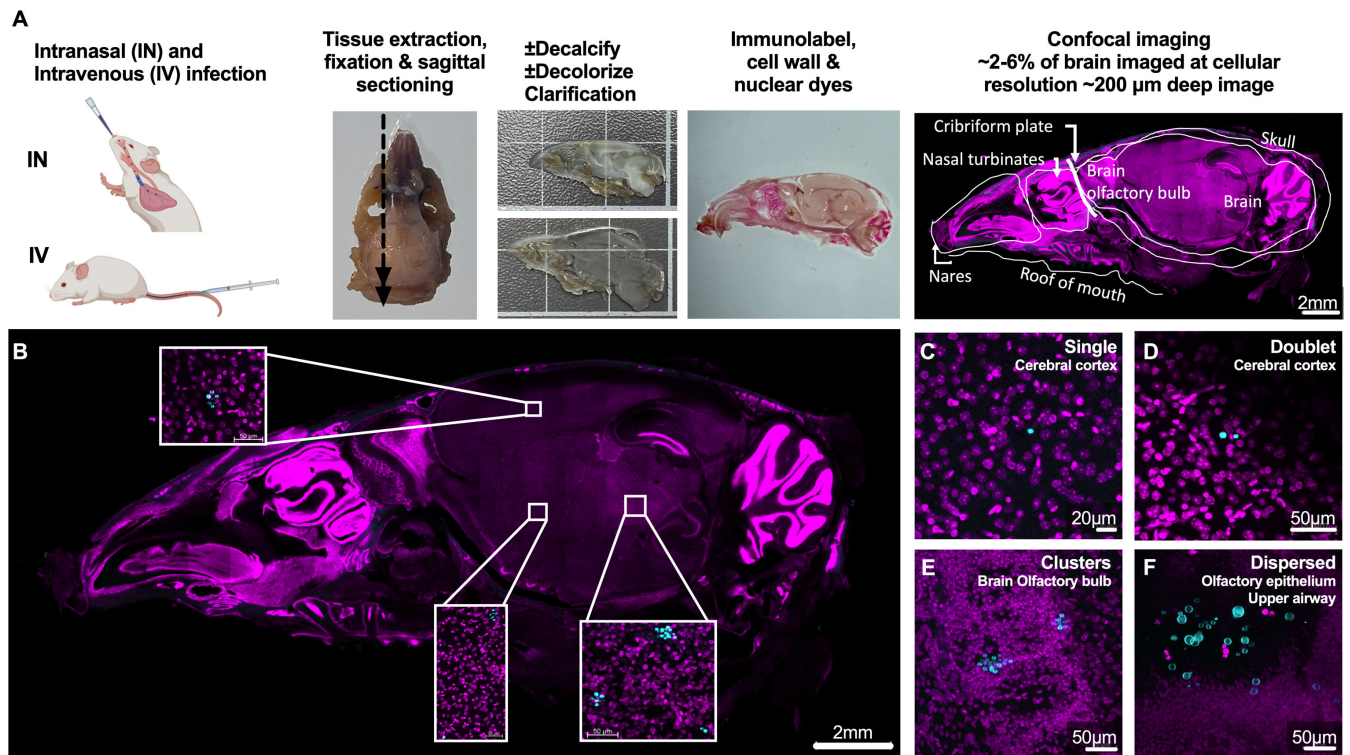 A
Intranasal (IN) and
Intravenous (IV) infection
IN
IV
Tissue extraction,
fixation & sagittal
sectioning
±Decalcify
±Decolorize
Clarification
Immunolabel,
cell wall &
nuclear dyes
Confocal imaging
~2-6% of brain imaged at cellular
resolution ~200 µm deep image
Cribriform plate
Skull
Nasal turbinates
Brain
olfactory bulb
Brain
Nares
Roof of mouth
2mm
B
50 µm
50 µm
2mm
C
Single
Cerebral cortex
20µm
D
Doublet
Cerebral cortex
50µm
E
Clusters
Brain Olfactory bulb
50µm
F
Dispersed
Olfactory epithelium
Upper airway
50µm